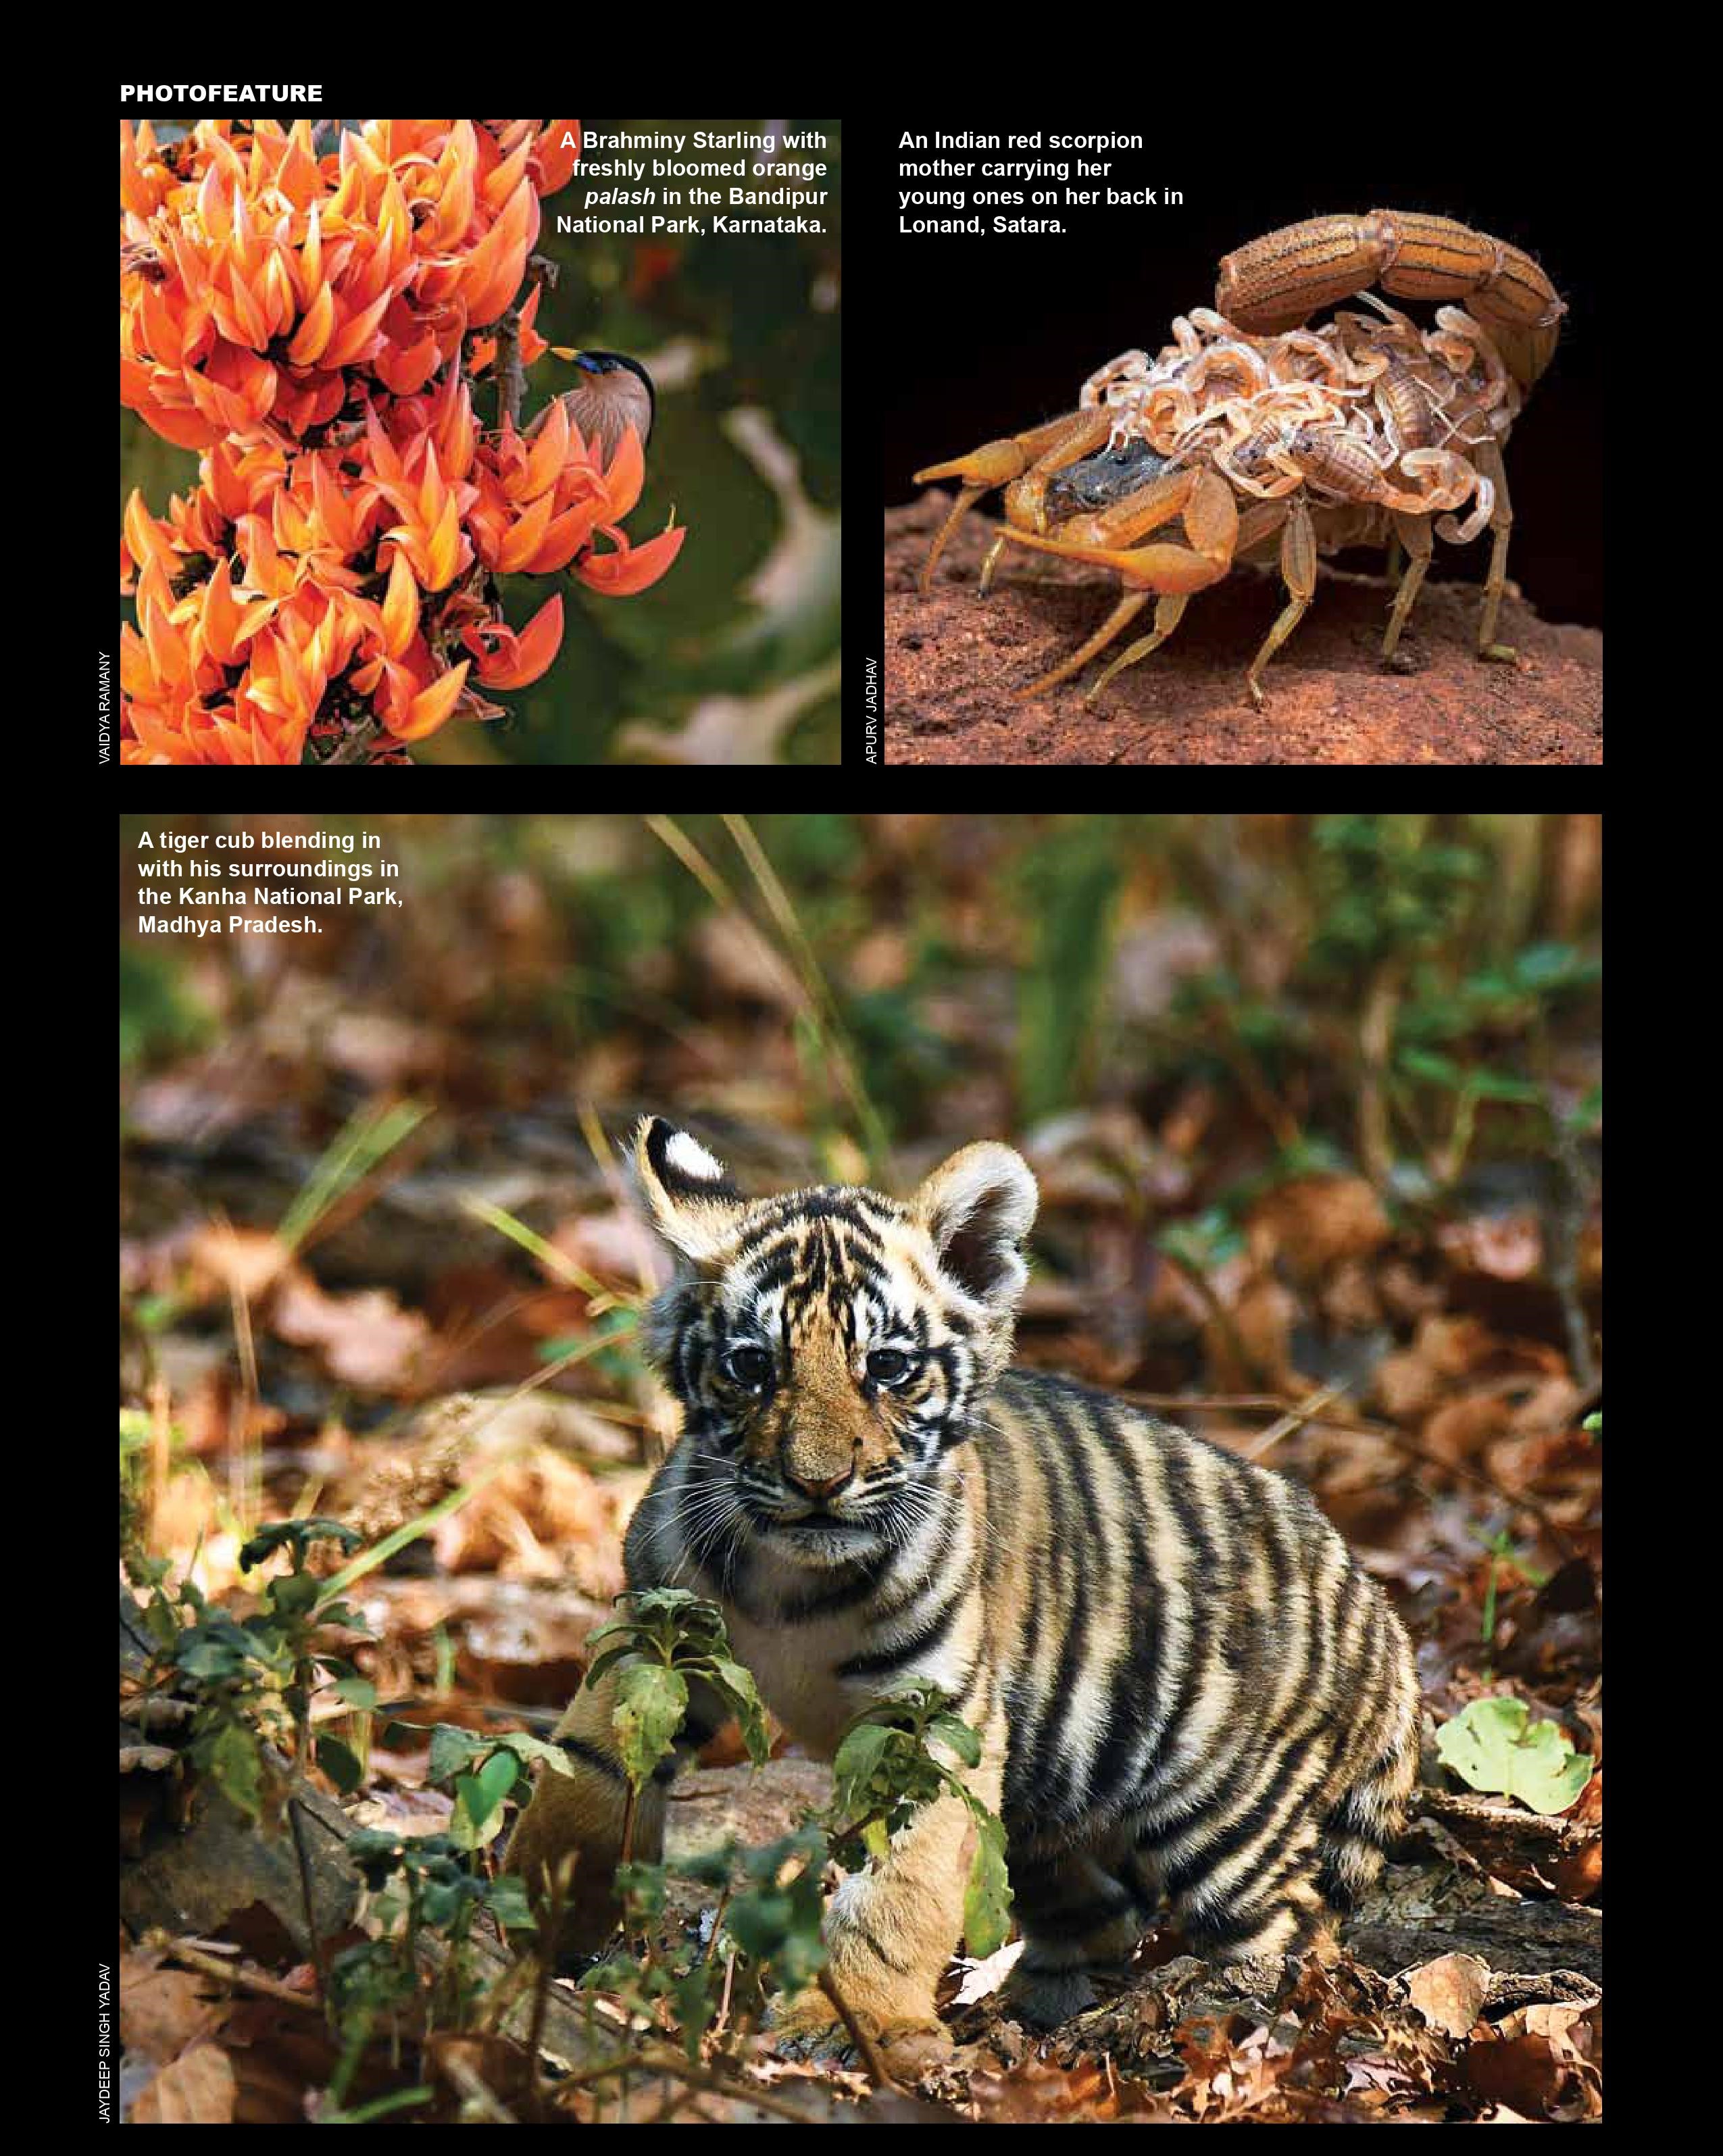 PHOTOFEATURE
A Brahminy Starling with
freshly bloomed orange
palash in the Bandipur
National Park, Karnataka.
VAIDYA RAMANY
An Indian red scorpion
mother carrying her
young ones on her back in
Lonand, Satara.
APURV JADHAV
A tiger cub blending in
with his surroundings in
the Kanha National Park,
Madhya Pradesh.
JAYDEEP SINGH YADAV